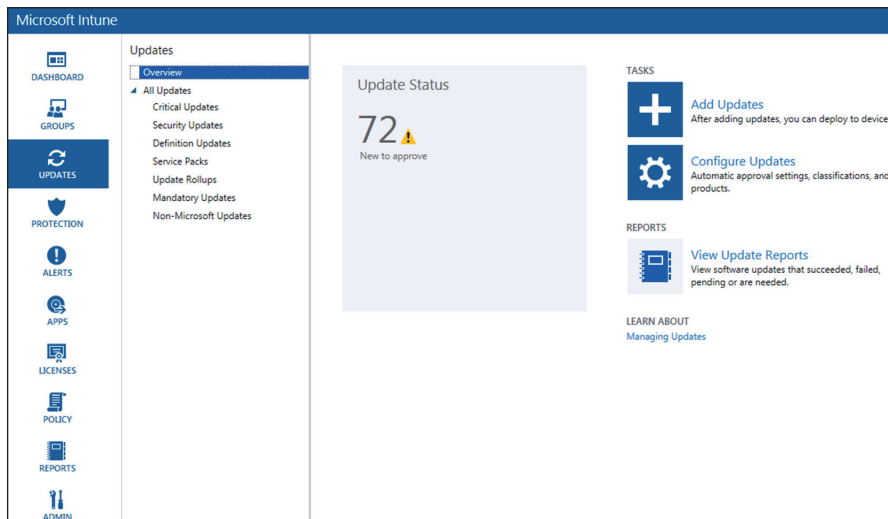 Microsoft Intune
DASHBOARD
GROUPS
UPDATES
PROTECTION
ALERTS
APPS
LICENSES
POLICY
REPORTS
ADMIN
Updates
Overview
All Updates
Critical Updates
Security Updates
Definition Updates
Service Packs
Update Rollups
Mandatory Updates
Non-Microsoft Updates
Update Status
72
New to approve
TASKS
Add Updates
After adding updates, you can deploy to device
Configure Updates
Automatic approval settings, classifications, and
products.
REPORTS
View Update Reports
View software updates that succeeded, failed,
pending or are needed.
LEARN ABOUT
Managing Updates